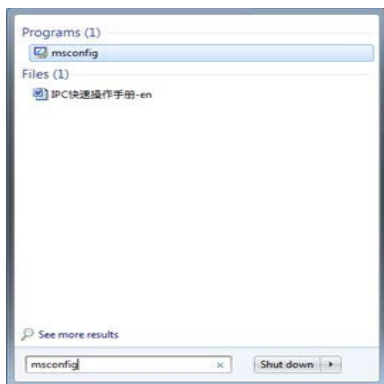 Programs (1)
msconfig
Files (1)
IPC快速操作手册-en
See more results
msconfig
Shut down